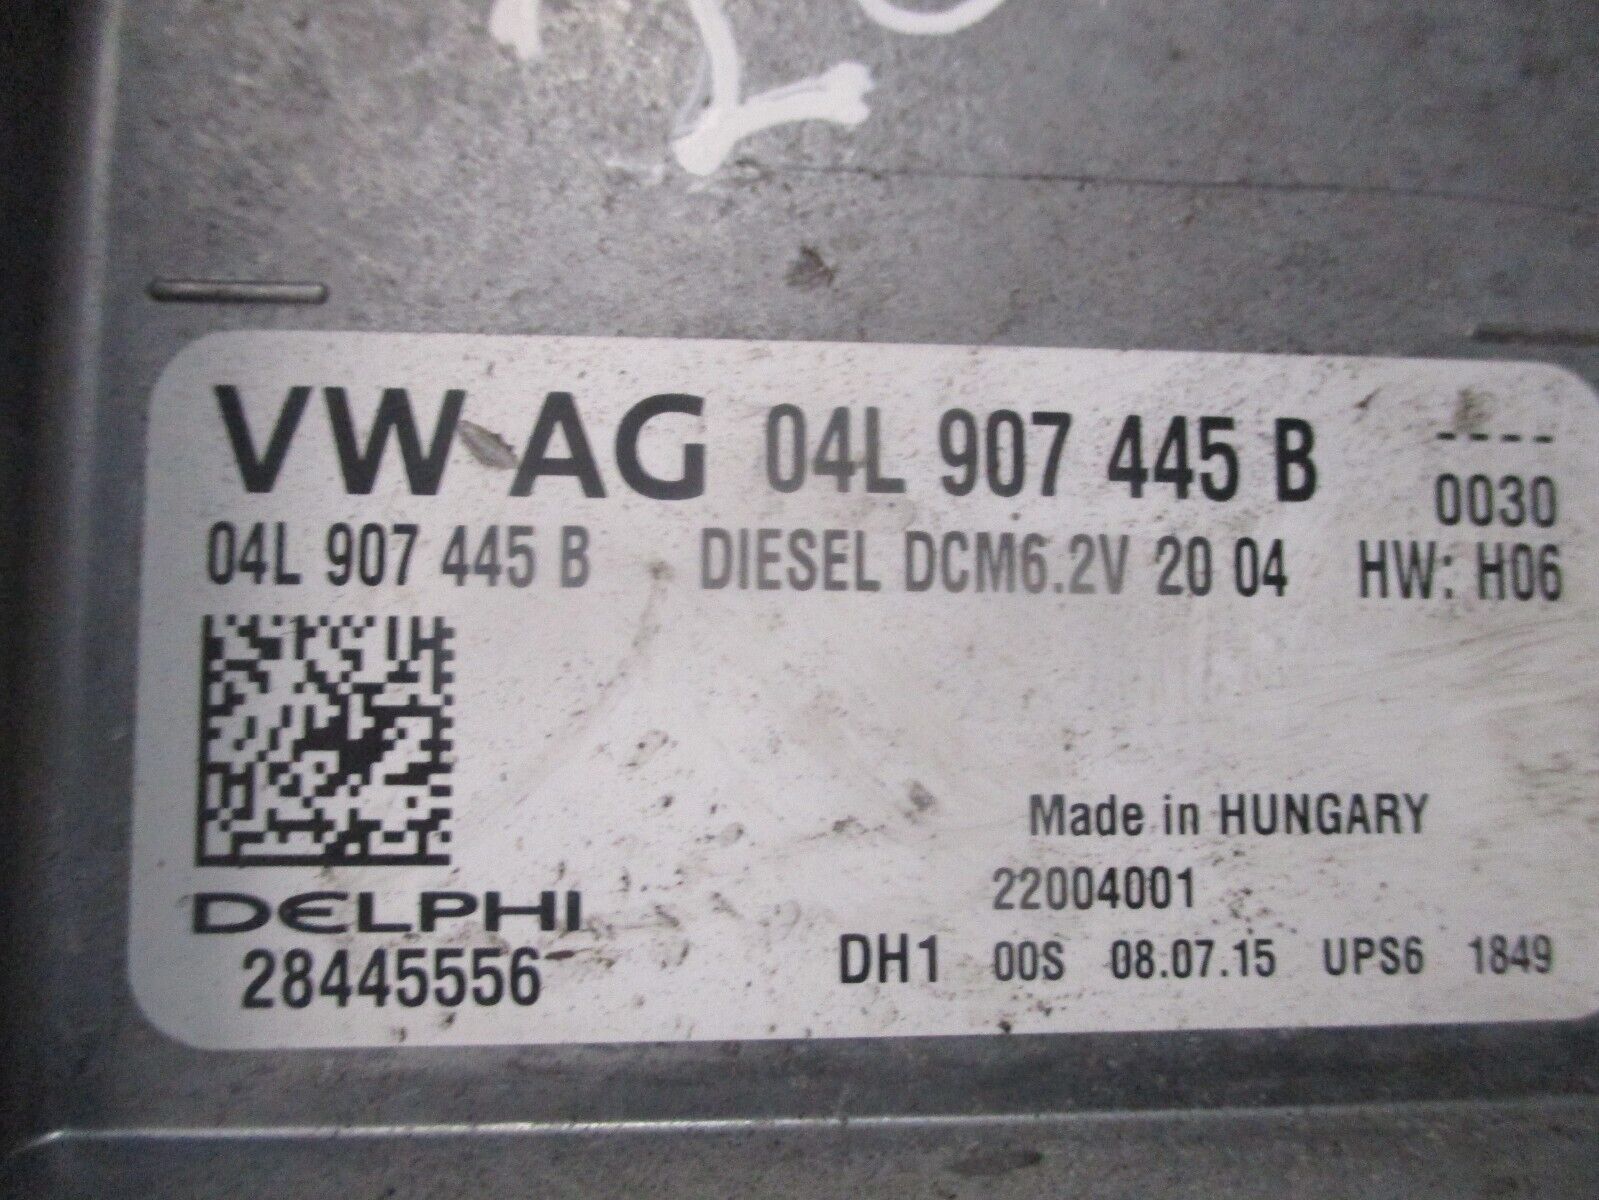 VW AG 04L 907 445 B ----
0030
04L 907 445 B DIESEL DCM6.2V 20 04 HW: H06
Made in HUNGARY
22004001
DELPHI
28445556
DH1 00S 08.07.15 UPS6 1849